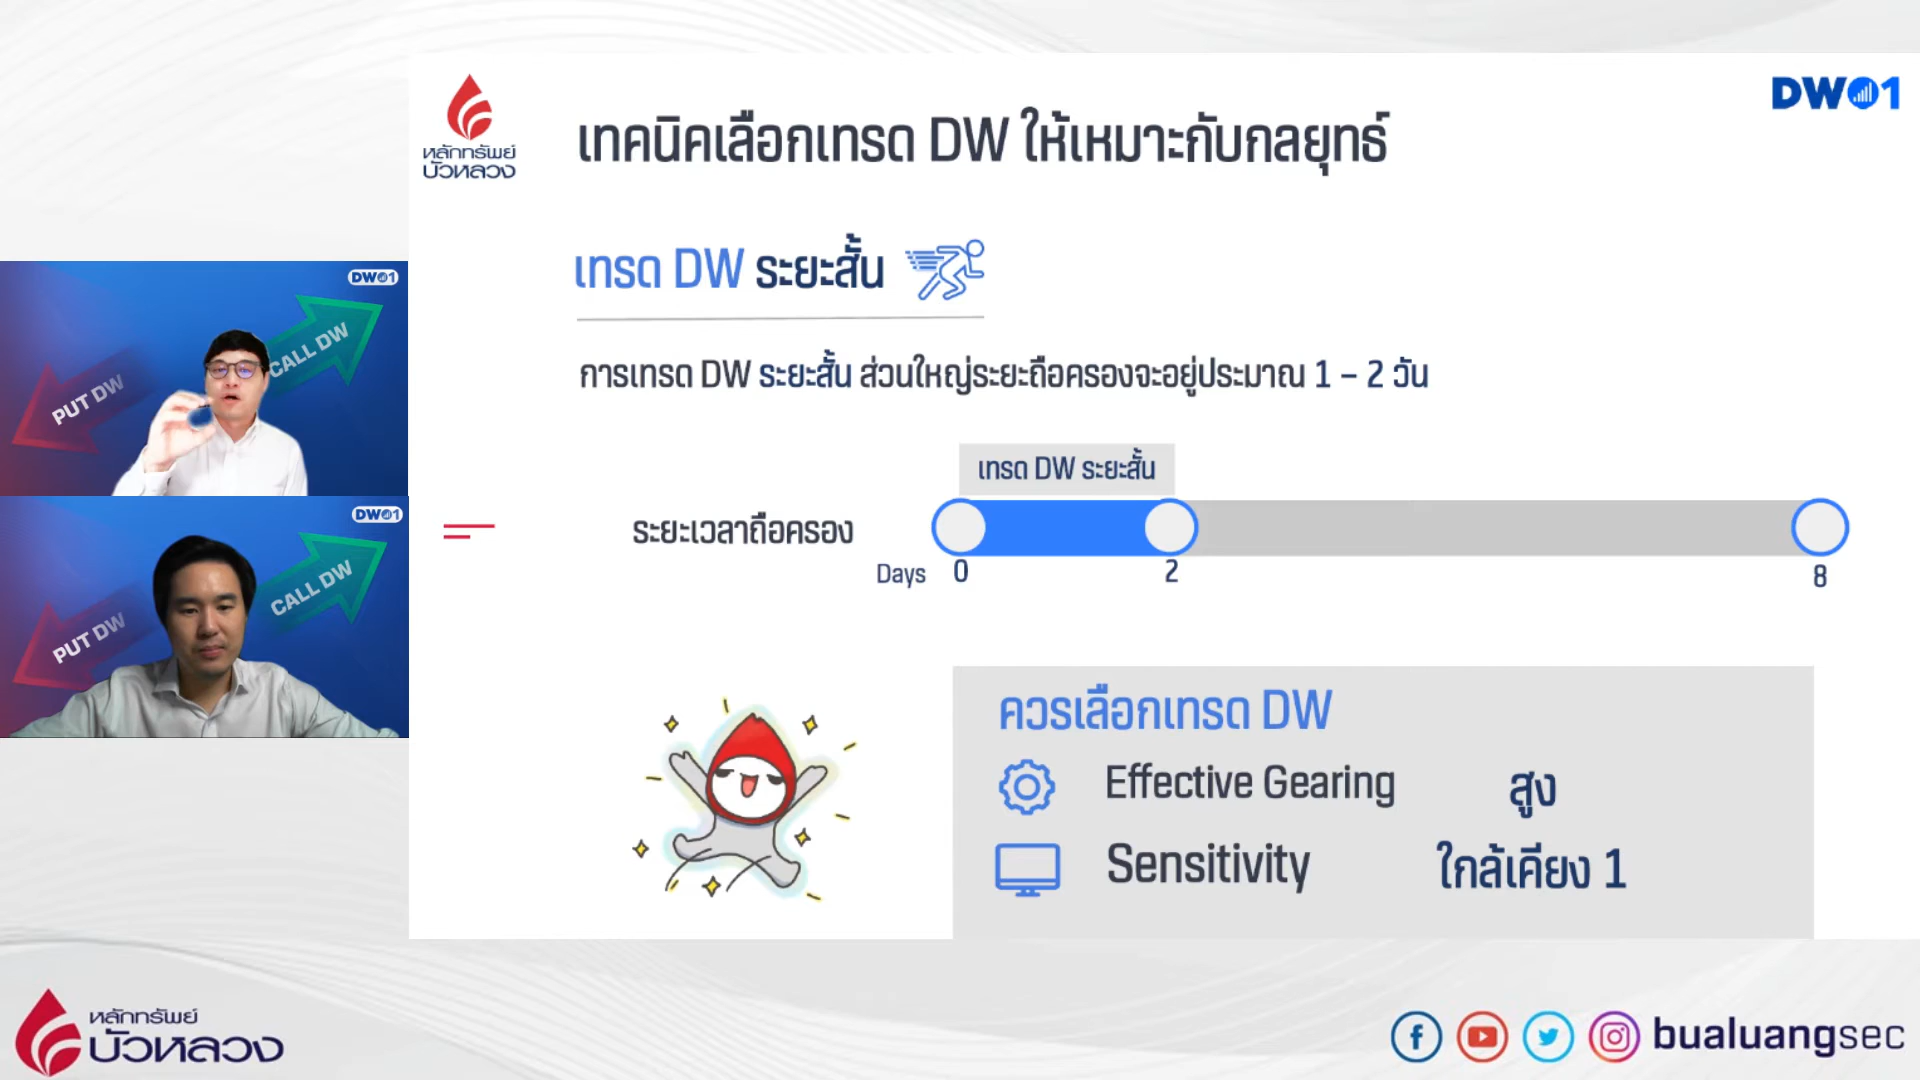 หลักทรัพย์
บัวหลวง
DW01
เทคนิคเลือกเทรด DW ให้เหมาะกับกลยุทธ์
เทรด DW ระยะสั้น
การเทรด DW ระยะสั้น ส่วนใหญ่ระยะถือครองจะอยู่ประมาณ 1 – 2 วัน
เทรด DW ระยะสั้น
ระยะเวลาถือครอง
Days 0 2 8
ควรเลือกเทรด DW
Effective Gearing สูง
Sensitivity ใกล้เคียง 1
DW01
PUT DW
CALL DW
DW01
PUT DW
CALL DW
หลักทรัพย์
บัวหลวง
bualuangsec